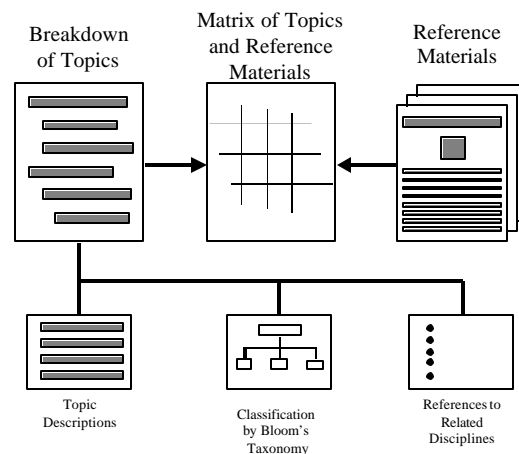 Breakdown
of Topics
Matrix of Topics
and Reference
Materials
Reference
Materials
Topic
Descriptions
Classification
by Bloom's
Taxonomy
References to
Related
Disciplines